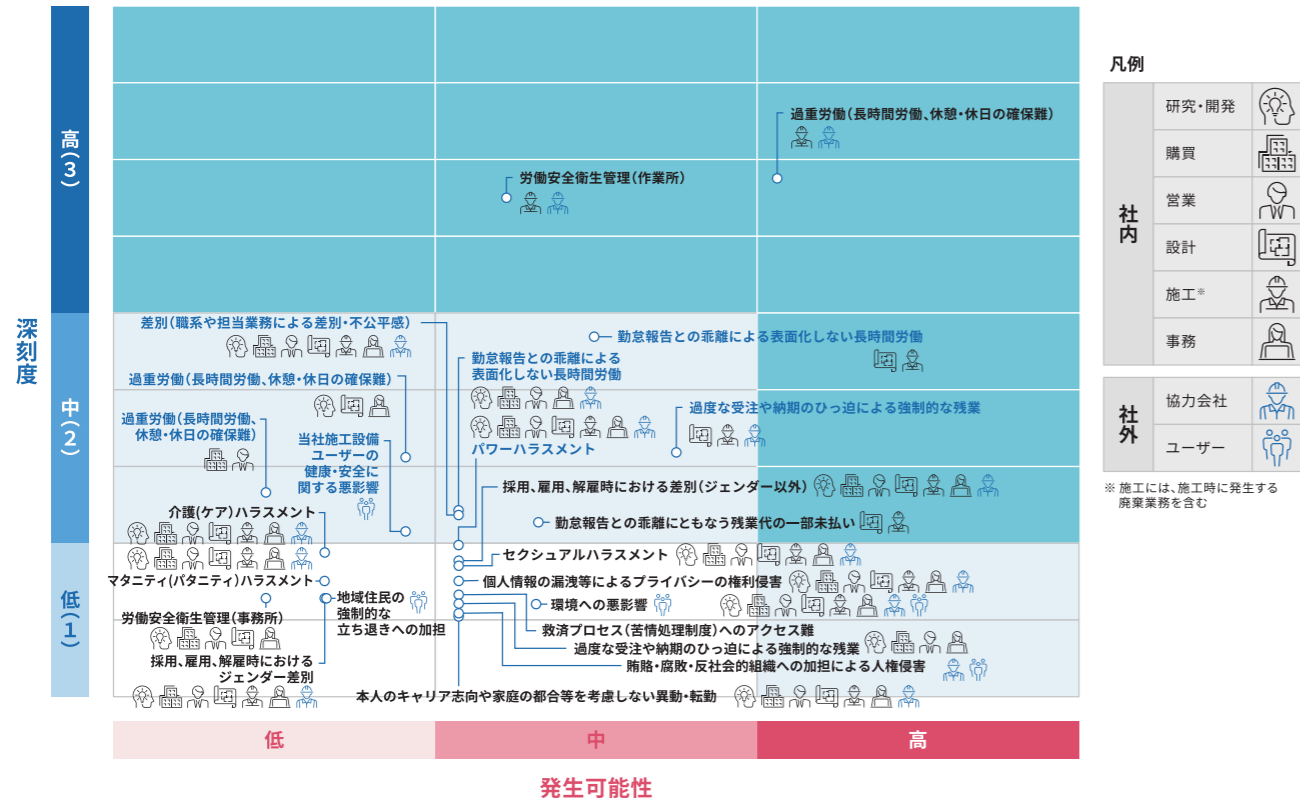 深刻度
高(3)
中(2)
低(1)
過重労働(長時間労働、休憩・休日の確保難)
労働安全衛生管理(作業所)
差別(職系や担当業務による差別・不公平感)
勤怠報告との乖離による表面化しない長時間労働
勤怠報告との乖離による
表面化しない長時間労働
過重労働(長時間労働、休憩・休日の確保難)
過重労働(長時間労働、
休憩・休日の確保難)
過度な受注や納期のひっ迫による強制的な残業
当社施工設備
ユーザーの
健康・安全に
関する悪影響
パワーハラスメント
採用、雇用、解雇時における差別(ジェンダー以外)
介護(ケア)ハラスメント
勤怠報告との乖離にともなう残業代の一部未払い
セクシュアルハラスメント
マタニティ(パタニティ)ハラスメント
個人情報の漏洩等によるプライバシーの権利侵害
地域住民の
強制的な
立ち退きへの加担
環境への悪影響
労働安全衛生管理(事務所)
救済プロセス(苦情処理制度)へのアクセス難
過度な受注や納期のひっ迫による強制的な残業
採用、雇用、解雇時における
ジェンダー差別
賄賂・腐敗・反社会的組織への加担による人権侵害
本人のキャリア志向や家庭の都合等を考慮しない異動・転勤
低
中
高
発生可能性
凡例
社内
研究・開発
購買
営業
設計
施工※
事務
社外
協力会社
ユーザー
※ 施工には、施工時に発生する
廃棄業務を含む